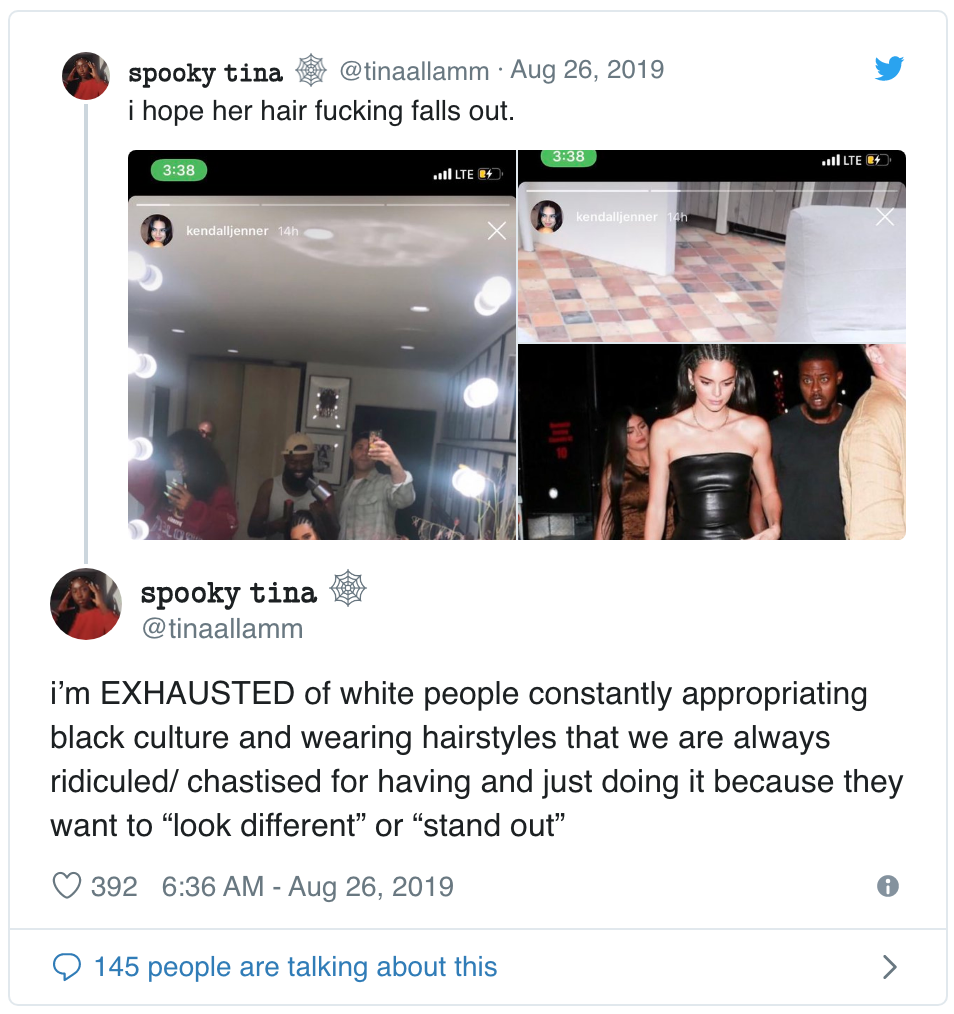 spooky tina 🕸 @tinaallamm · Aug 26, 2019
i hope her hair fucking falls out.
3:38 LTE
kendalljenner 14h
3:38 LTE
kendalljenner 14h
spooky tina 🕸
@tinaallamm
i’m EXHAUSTED of white people constantly appropriating
black culture and wearing hairstyles that we are always
ridiculed/ chastised for having and just doing it because they
want to “look different” or “stand out”
392 6:36 AM - Aug 26, 2019
145 people are talking about this